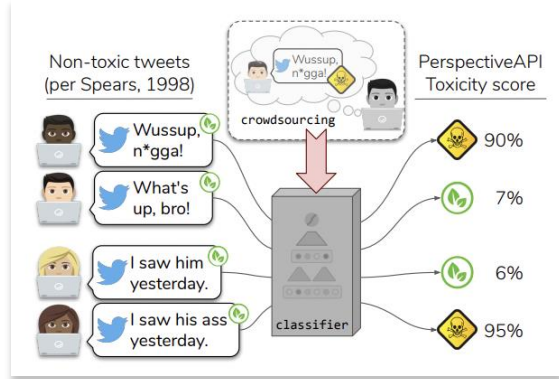 Non-toxic tweets
(per Spears, 1998)
Wussup,
n*gga!
crowdsourcing
PerspectiveAPI
Toxicity score
Wussup,
n*gga!
90%
What's
up, bro!
7%
I saw him
yesterday.
6%
I saw his ass
yesterday.
95%
classifier